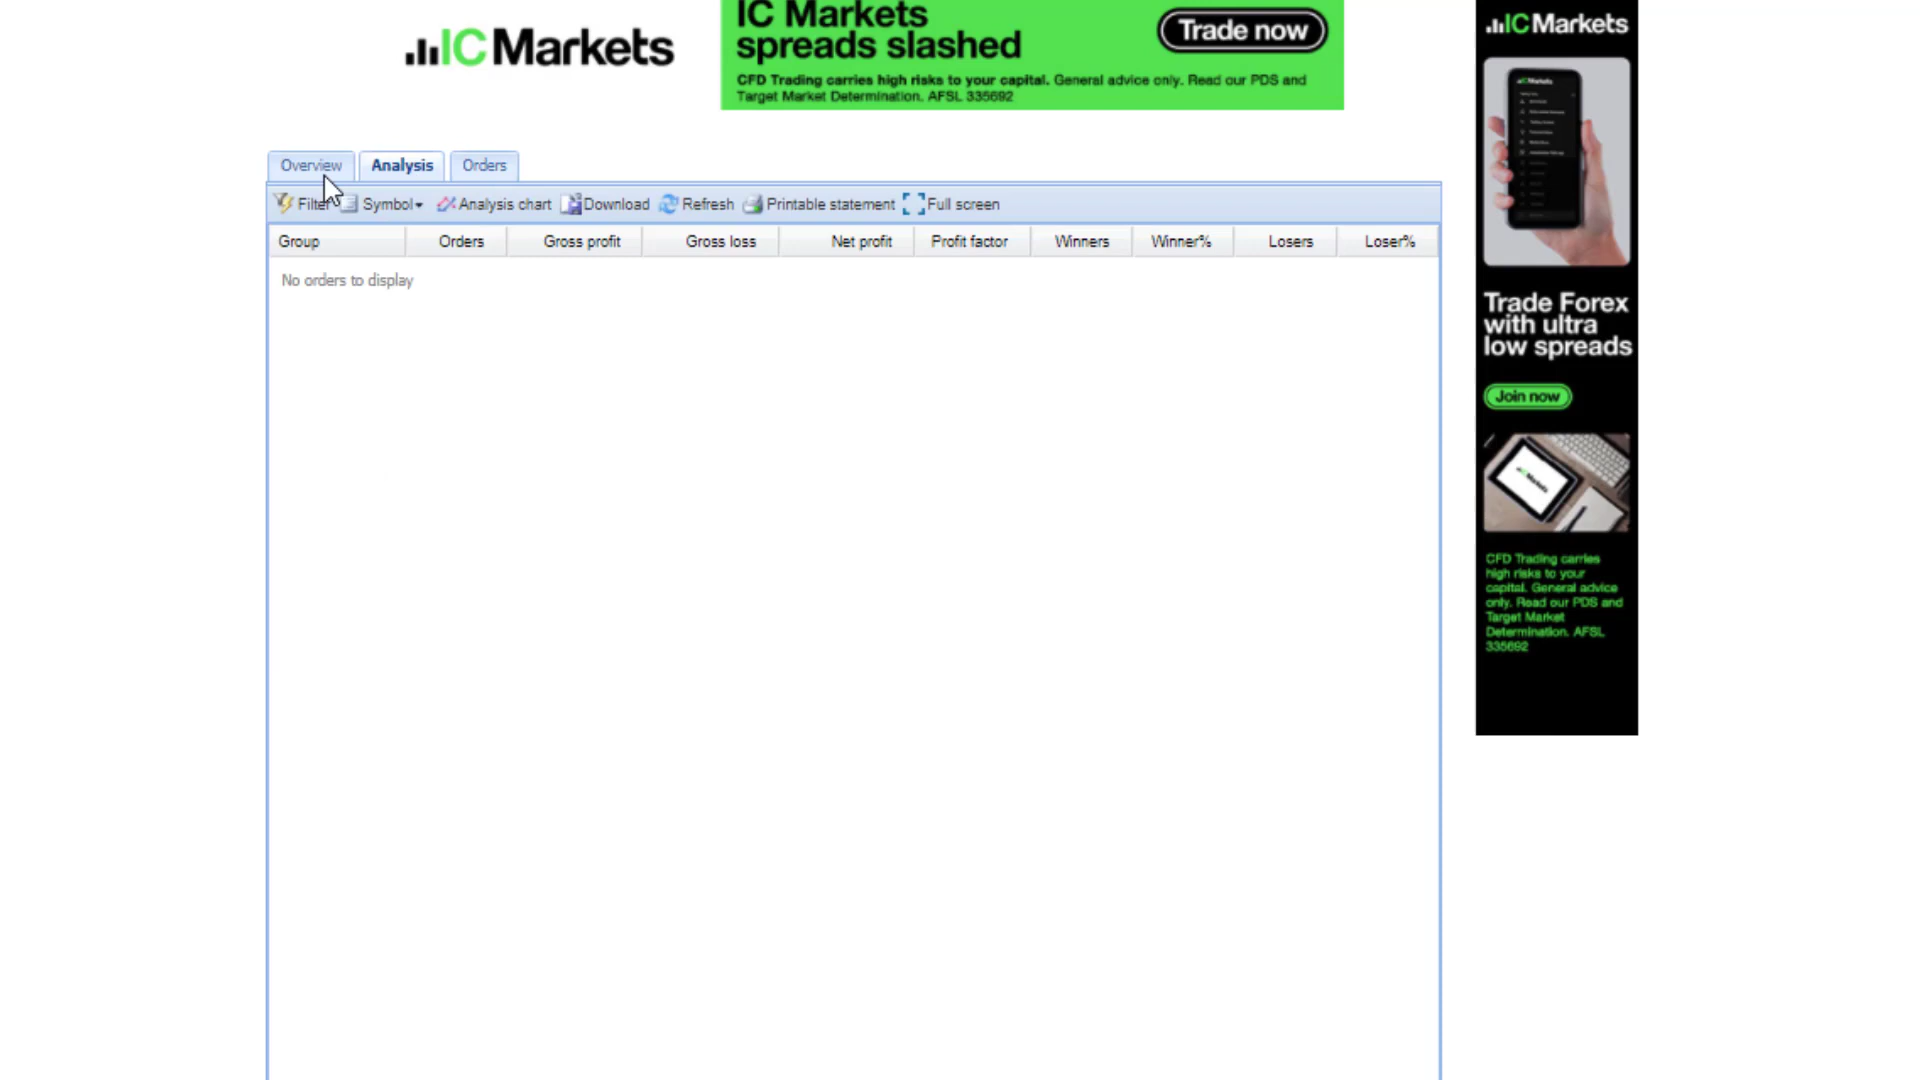 IC Markets
IC Markets
spreads slashed
Trade now
CFD Trading carries high risks to your capital. General advice only. Read our PDS and
Target Market Determination. AFSL 335692
IC Markets
Overview
Analysis
Orders
Filter
Symbol
Analysis chart
Download
Refresh
Printable statement
Full screen
Group
Orders
Gross profit
Gross loss
Net profit
Profit factor
Winners
Winner%
Losers
Loser%
No orders to display
Trade Forex
with ultra
low spreads
Join now
CFD Trading carries
high risks to your
capital. General advice
only. Read our PDS and
Target Market
Determination. AFSL
335692